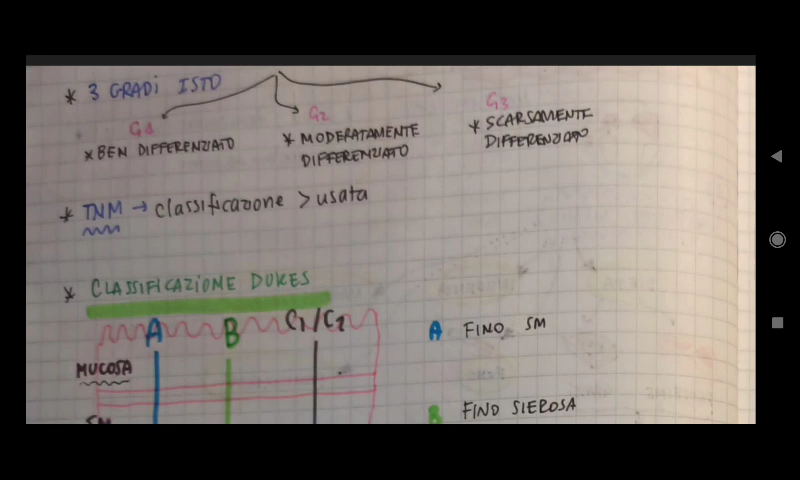 * 3 GRADI ISTO
G1
G2
G3
* BEN DIFFERENZIATO
* MODERATAMENTE
DIFFERENZIATO
* SCARSAMENTE
DIFFERENZIATO
* TNM → classificazione > usata
* CLASSIFICAZIONE DUKES
A B C1/C2
MUCOSA
SM
A FINO SM
B FINO SIEROSA